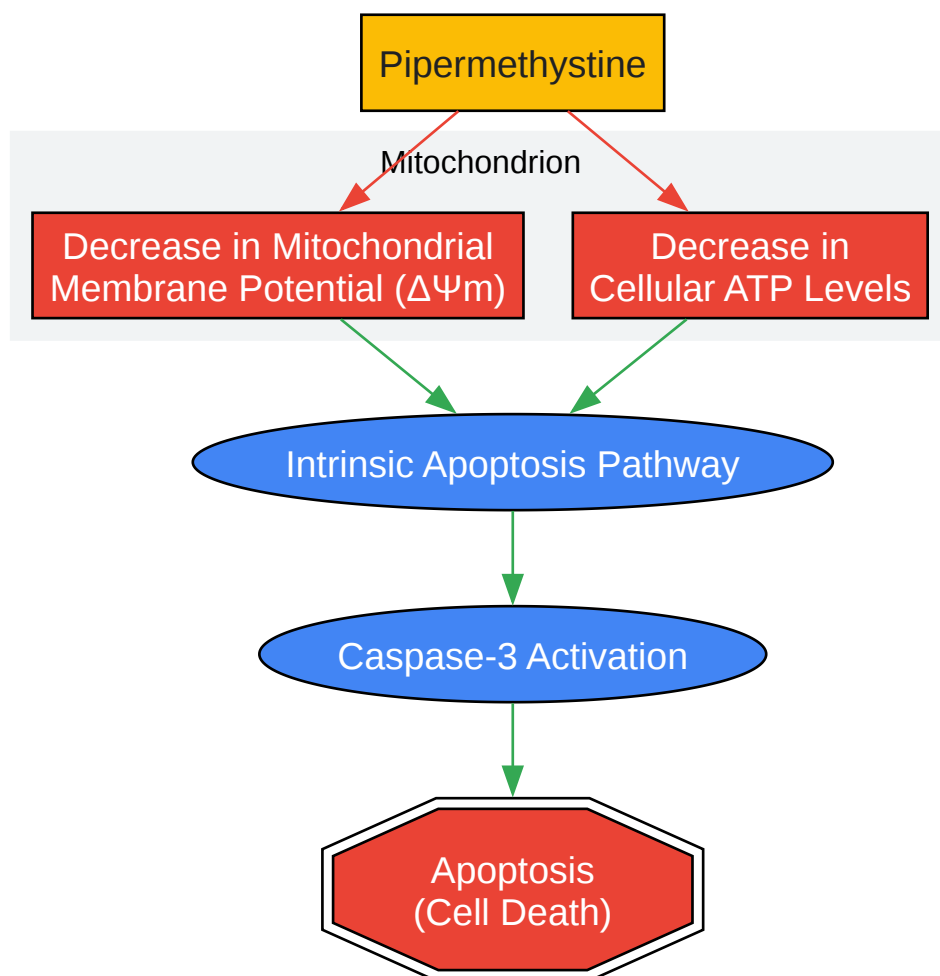 Pipermethystine
Mitochondrion
Decrease in Mitochondrial
Membrane Potential (ΔΨm)
Decrease in
Cellular ATP Levels
Intrinsic Apoptosis Pathway
Caspase-3 Activation
Apoptosis
(Cell Death)